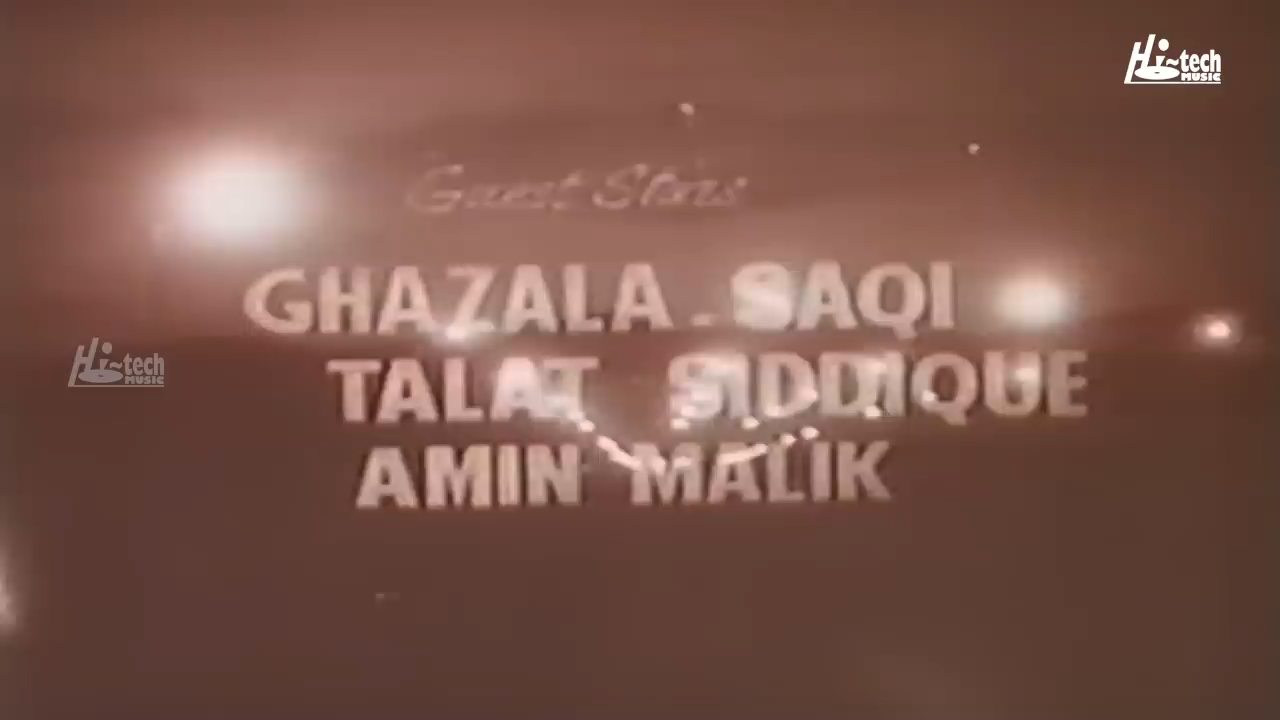 Hi~tech
MUSIC
Guest Stars
GHAZALA . SAQI
TALAT SIDDIQUE
AMIN MALIK
Hi~tech
MUSIC